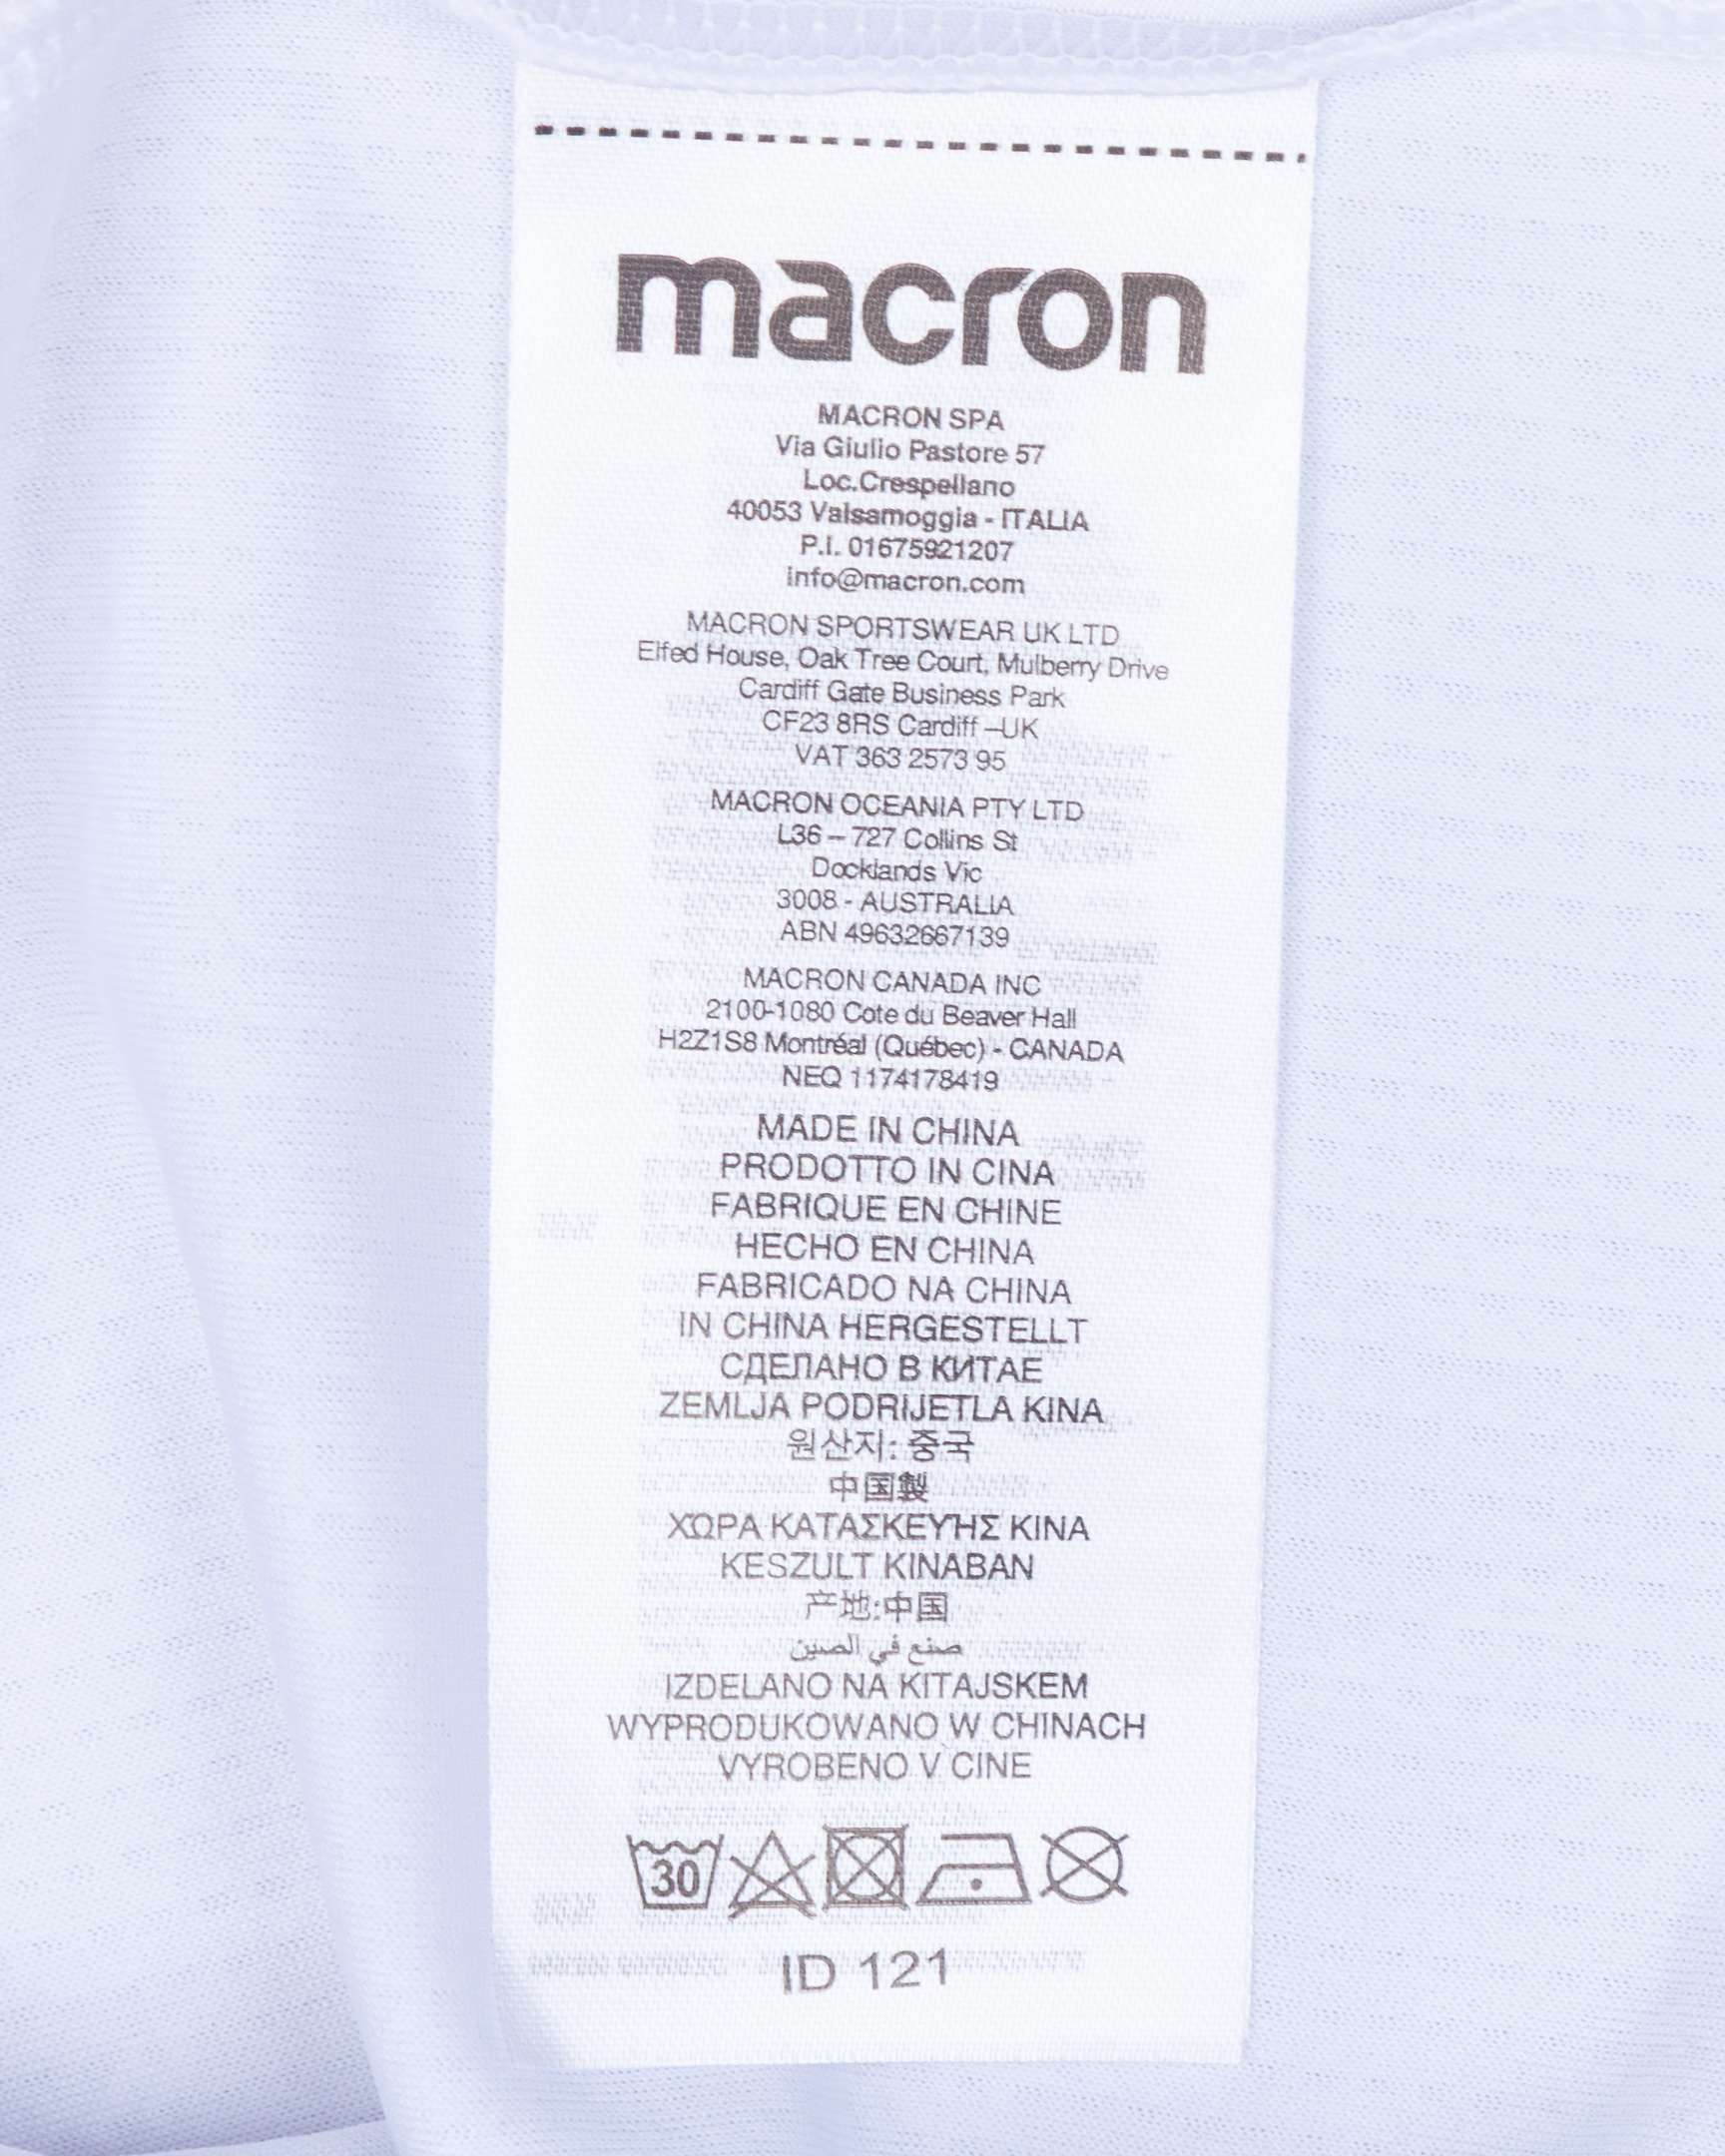 macron
MACRON SPA
Via Giulio Pastore 57
Loc.Crespellano
40053 Valsamoggia - ITALIA
P.I. 01675921207
info@macron.com
MACRON SPORTSWEAR UK LTD
Elfed House, Oak Tree Court, Mulberry Drive
Cardiff Gate Business Park
CF23 8RS Cardiff –UK
VAT 363 2573 95
MACRON OCEANIA PTY LTD
L36 – 727 Collins St
Docklands Vic
3008 - AUSTRALIA
ABN 49632667139
MACRON CANADA INC
2100-1080 Cote du Beaver Hall
H2Z1S8 Montréal (Québec) - CANADA
NEQ 1174178419
MADE IN CHINA
PRODOTTO IN CINA
FABRIQUE EN CHINE
HECHO EN CHINA
FABRICADO NA CHINA
IN CHINA HERGESTELLT
СДЕЛАНО В КИТАЕ
ZEMLJA PODRIJETLA KINA
원산지: 중국
中国製
ΧΏΡΑ ΚΑΤΑΣΚΕΥΉΣ ΚΙΝΑ
KESZULT KINABAN
产地:中国
صنع في الصين
IZDELANO NA KITAJSKEM
WYPRODUKOWANO W CHINACH
VYROBENO V CINE
30
ID 121